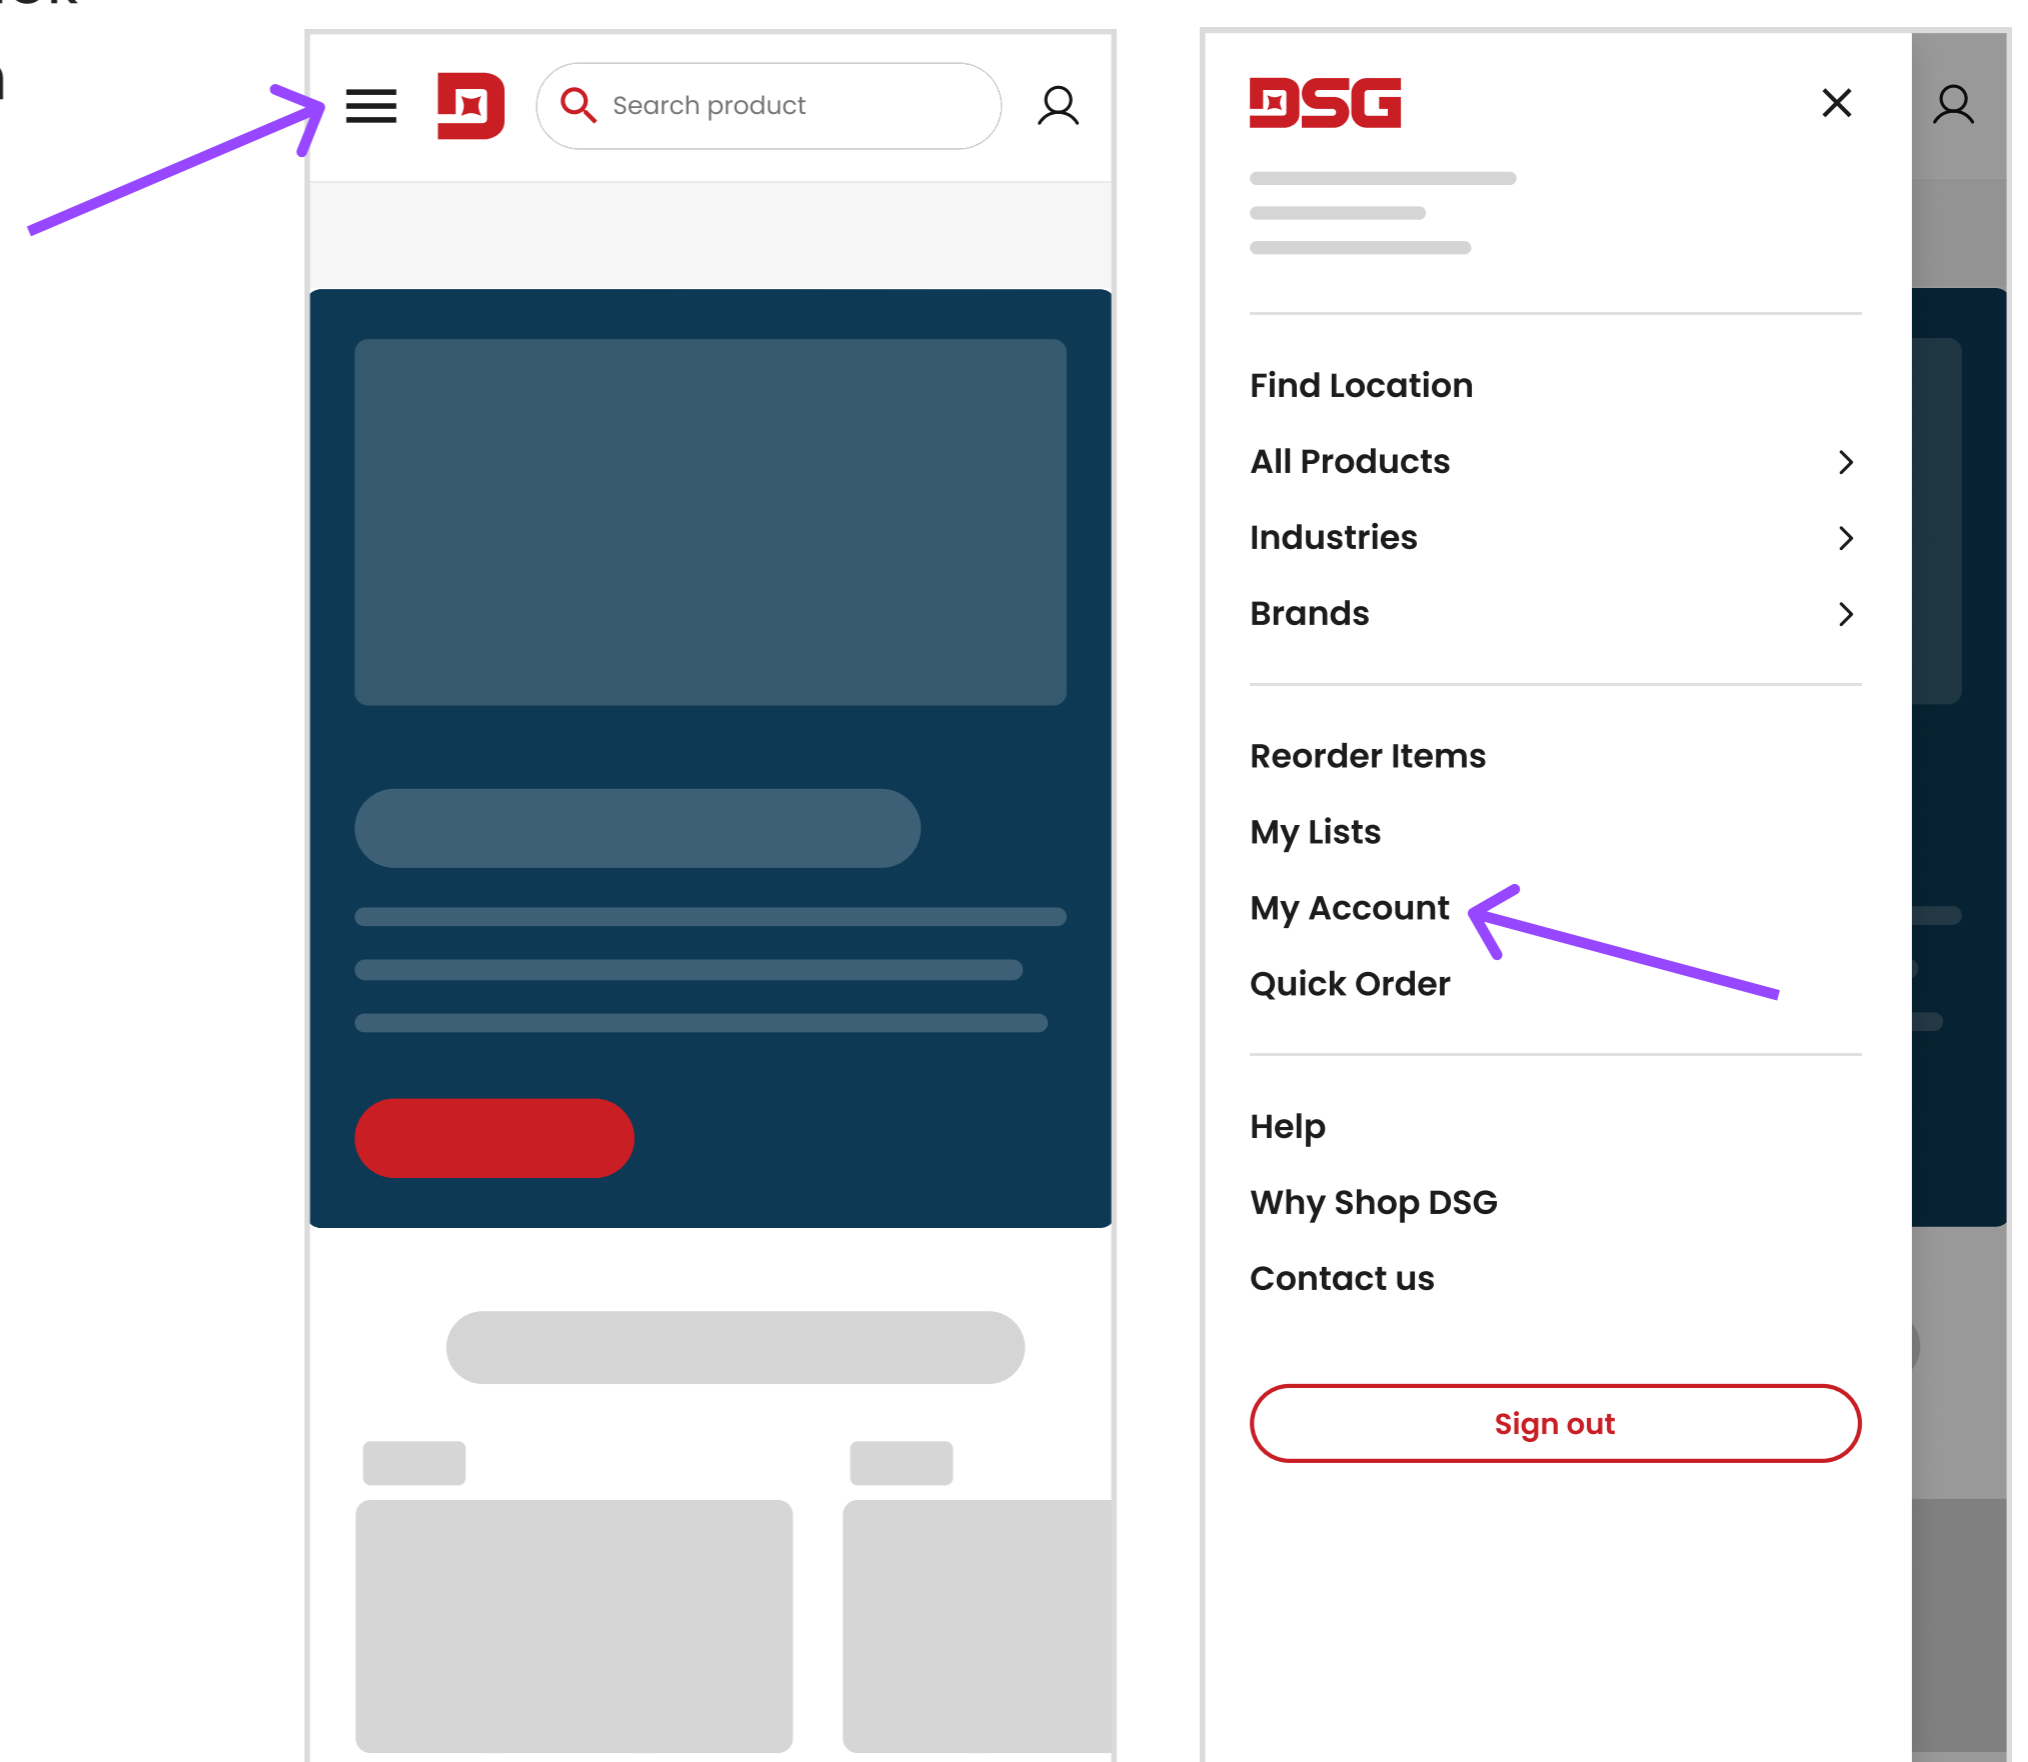 Search product
DSG
Find Location
All Products
Industries
Brands
Reorder Items
My Lists
My Account
Quick Order
Help
Why Shop DSG
Contact us
Sign out